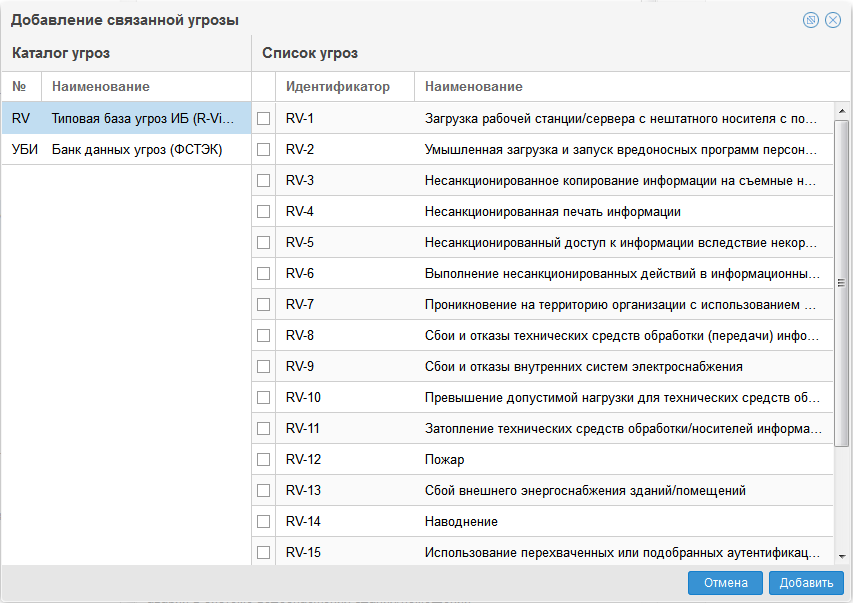 Добавление связанной угрозы
Каталог угроз
Список угроз
№ Наименование
Идентификатор Наименование
RV Типовая база угроз ИБ (R-Vi...
УБИ Банк данных угроз (ФСТЭК)
RV-1 Загрузка рабочей станции/сервера с нештатного носителя с по...
RV-2 Умышленная загрузка и запуск вредоносных программ персон...
RV-3 Несанкционированное копирование информации на съемные н...
RV-4 Несанкционированная печать информации
RV-5 Несанкционированный доступ к информации вследствие некор...
RV-6 Выполнение несанкционированных действий в информационны...
RV-7 Проникновение на территорию организации с использованием ...
RV-8 Сбои и отказы технических средств обработки (передачи) инфо...
RV-9 Сбои и отказы внутренних систем электроснабжения
RV-10 Превышение допустимой нагрузки для технических средств об...
RV-11 Затопление технических средств обработки/носителей информа...
RV-12 Пожар
RV-13 Сбой внешнего энергоснабжения зданий/помещений
RV-14 Наводнение
RV-15 Использование перехваченных или подобранных аутентификац...
Отмена Добавить